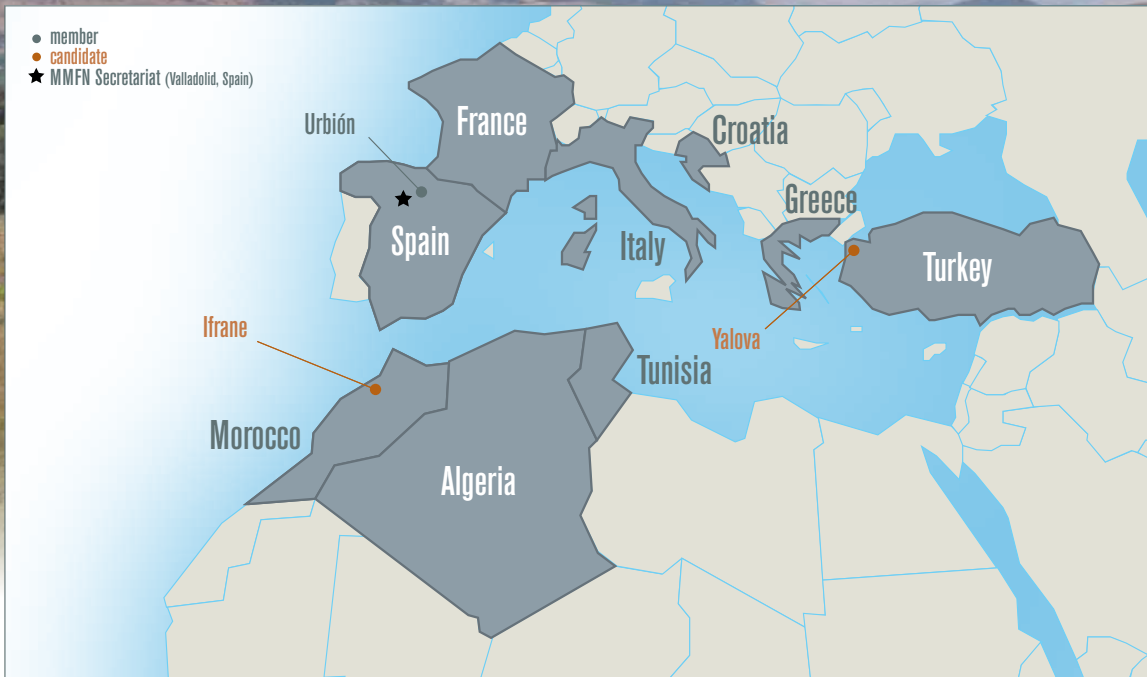 member
candidate
MMFN Secretariat (Valladolid, Spain)
Urbión
France
Croatia
Greece
Spain
Italy
Turkey
Ifrane
Yalova
Tunisia
Morocco
Algeria